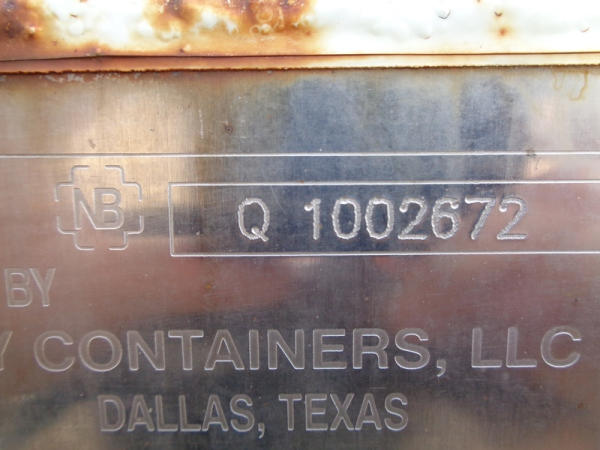 NB Q 1002672
BY
CONTAINERS, LLC
DALLAS, TEXAS